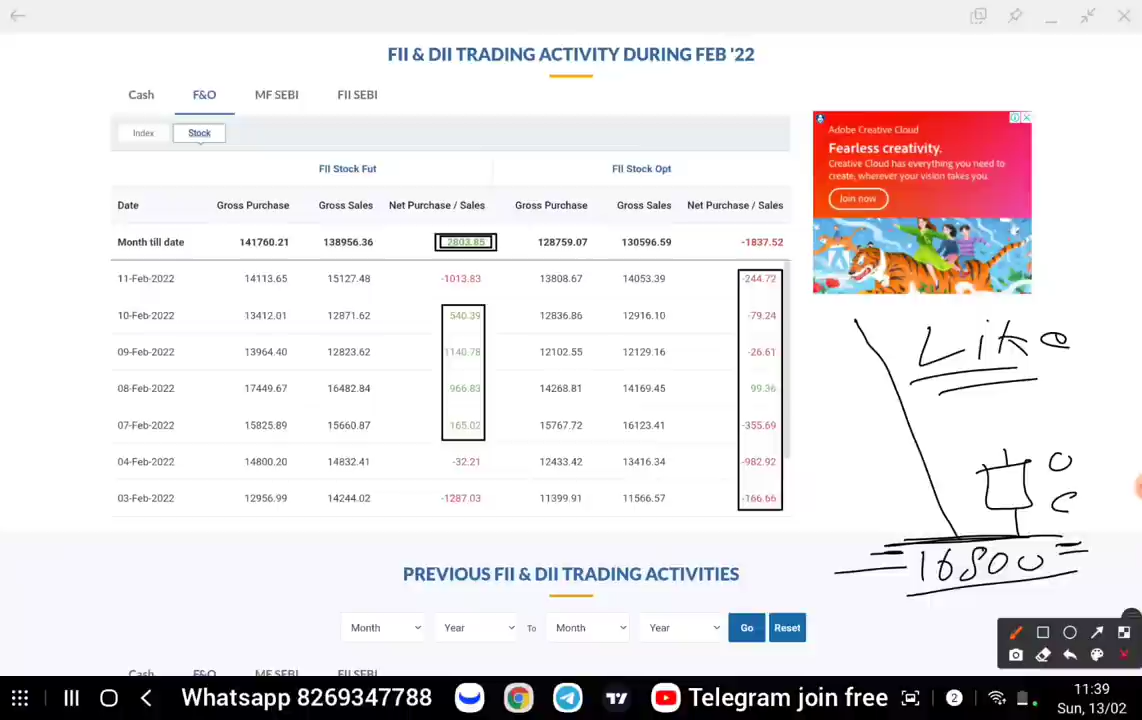 FII & DII TRADING ACTIVITY DURING FEB '22
Cash F&O MF SEBI FII SEBI
Index Stock
FII Stock Fut FII Stock Opt
Date Gross Purchase Gross Sales Net Purchase / Sales Gross Purchase Gross Sales Net Purchase / Sales
Month till date 141760.21 138956.36 2803.85 128759.07 130596.59 -1837.52
11-Feb-2022 14113.65 15127.48 -1013.83 13808.67 14053.39 -244.72
10-Feb-2022 13412.01 12871.62 540.39 12836.86 12916.10 -79.24
09-Feb-2022 13964.40 12823.62 1140.78 12102.55 12129.16 -26.61
08-Feb-2022 17449.67 16482.84 966.83 14268.81 14169.45 99.36
07-Feb-2022 15825.89 15660.87 165.02 15767.72 16123.41 -355.69
04-Feb-2022 14800.20 14832.41 -32.21 12433.42 13416.34 -982.92
03-Feb-2022 12956.99 14244.02 -1287.03 11399.91 11566.57 -166.66
Adobe Creative Cloud
Fearless creativity.
Creative Cloud has everything you need to
create, wherever your vision takes you.
Join now
Like
O
C
16800
PREVIOUS FII & DII TRADING ACTIVITIES
Month Year To Month Year Go Reset
Cash F&O MF SEBI FII SEBI
Whatsapp 8269347788 Telegram join free 2 11:39
Sun, 13/02